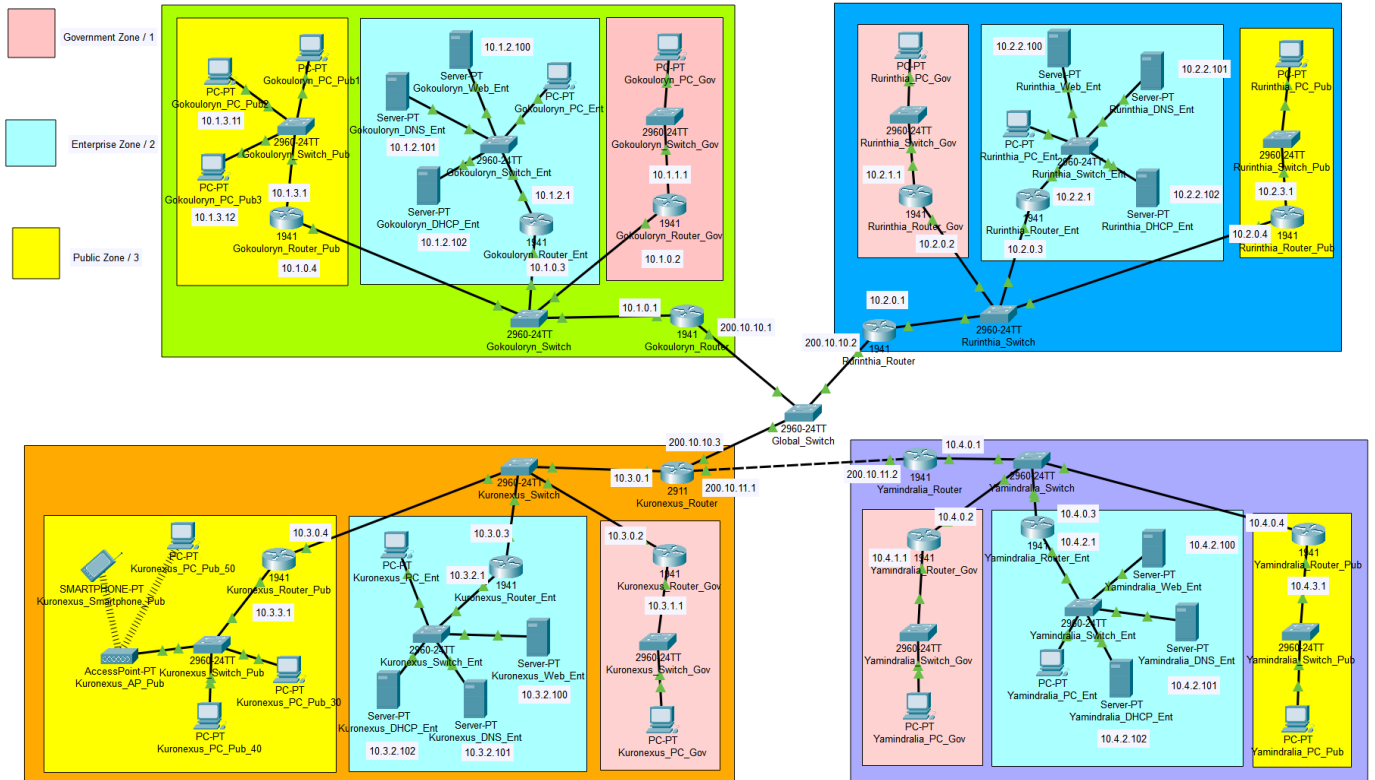 Government Zone / 1
Enterprise Zone / 2
Public Zone / 3
PC-PT
Gokouloryn_PC_Pub1
PC-PT
Gokouloryn_PC_Pub2
10.1.3.11
2960-24TT
Gokouloryn_Switch_Pub
PC-PT
Gokouloryn_PC_Pub3
10.1.3.12
10.1.3.1
1941
Gokouloryn_Router_Pub
10.1.0.4
10.1.2.100
Server-PT
Gokouloryn_Web_Ent
PC-PT
Gokouloryn_PC_Ent
Server-PT
Gokouloryn_DNS_Ent
10.1.2.101
2960-24TT
Gokouloryn_Switch_Ent
Server-PT
Gokouloryn_DHCP_Ent
10.1.2.102
10.1.2.1
1941
Gokouloryn_Router_Ent
10.1.0.3
PC-PT
Gokouloryn_PC_Gov
2960-24TT
Gokouloryn_Switch_Gov
10.1.1.1
1941
Gokouloryn_Router_Gov
10.1.0.2
2960-24TT
Gokouloryn_Switch
10.1.0.1
1941
Gokouloryn_Router
200.10.10.1
PC-PT
Rurinthia_PC_Gov
2960-24TT
Rurinthia_Switch_Gov
10.2.1.1
1941
Rurinthia_Router_Gov
10.2.0.2
10.2.2.100
Server-PT
Rurinthia_Web_Ent
10.2.2.101
Server-PT
Rurinthia_DNS_Ent
PC-PT
Rurinthia_PC_Ent
2960-24TT
Rurinthia_Switch_Ent
10.2.2.102
Server-PT
Rurinthia_DHCP_Ent
10.2.2.1
1941
Rurinthia_Router_Ent
10.2.0.3
PC-PT
Rurinthia_PC_Pub
2960-24TT
Rurinthia_Switch_Pub
10.2.3.1
10.2.0.4
1941
Rurinthia_Router_Pub
10.2.0.1
2960-24TT
Rurinthia_Switch
200.10.10.2
1941
Rurinthia_Router
2960-24TT
Global_Switch
200.10.10.3
2960-24TT
Kuronexus_Switch
10.3.0.1
2911
Kuronexus_Router
200.10.11.1
10.3.0.4
PC-PT
Kuronexus_PC_Pub_50
SMARTPHONE-PT
Kuronexus_Smartphone_Pub
1941
Kuronexus_Router_Pub
10.3.3.1
AccessPoint-PT
Kuronexus_AP_Pub
2960-24TT
Kuronexus_Switch_Pub
PC-PT
Kuronexus_PC_Pub_30
PC-PT
Kuronexus_PC_Pub_40
10.3.0.3
PC-PT
Kuronexus_PC_Ent
10.3.2.1
1941
Kuronexus_Router_Ent
2960-24TT
Kuronexus_Switch_Ent
Server-PT
Kuronexus_Web_Ent
10.3.2.100
Server-PT
Kuronexus_DHCP_Ent
10.3.2.102
Server-PT
Kuronexus_DNS_Ent
10.3.2.101
10.3.0.2
1941
Kuronexus_Router_Gov
10.3.1.1
2960-24TT
Kuronexus_Switch_Gov
PC-PT
Kuronexus_PC_Gov
10.4.0.1
200.10.11.2
1941
Yamindralia_Router
2960-24TT
Yamindralia_Switch
10.4.0.2
10.4.1.1
1941
Yamindralia_Router_Gov
2960-24TT
Yamindralia_Switch_Gov
PC-PT
Yamindralia_PC_Gov
10.4.0.3
1941
Yamindralia_Router_Ent
10.4.2.1
10.4.2.100
Server-PT
Yamindralia_Web_Ent
2960-24TT
Yamindralia_Switch_Ent
Server-PT
Yamindralia_DNS_Ent
10.4.2.101
PC-PT
Yamindralia_PC_Ent
Server-PT
Yamindralia_DHCP_Ent
10.4.2.102
10.4.0.4
1941
Yamindralia_Router_Pub
10.4.3.1
2960-24TT
Yamindralia_Switch_Pub
PC-PT
Yamindralia_PC_Pub